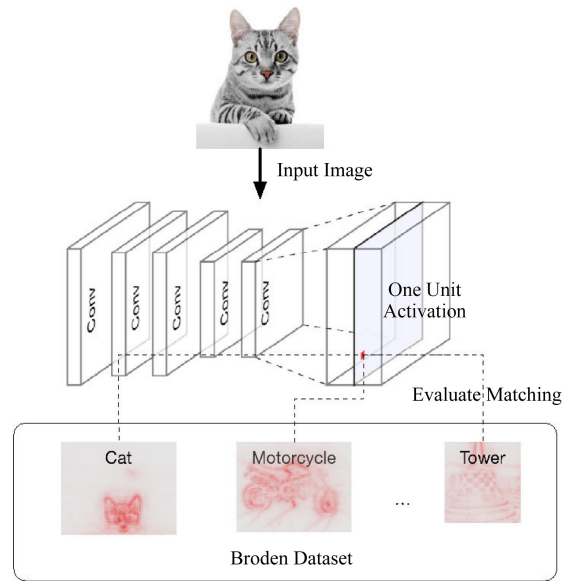 Input Image
Conv
Conv
Conv
Conv
Conv
One Unit
Activation
Evaluate Matching
Cat
Motorcycle
...
Tower
Broden Dataset